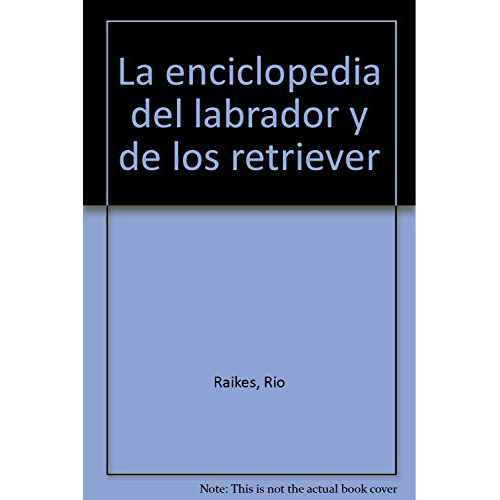 La enciclopedia
del labrador y
de los retriever
Raikes, Rio
Note: This is not the actual book cover